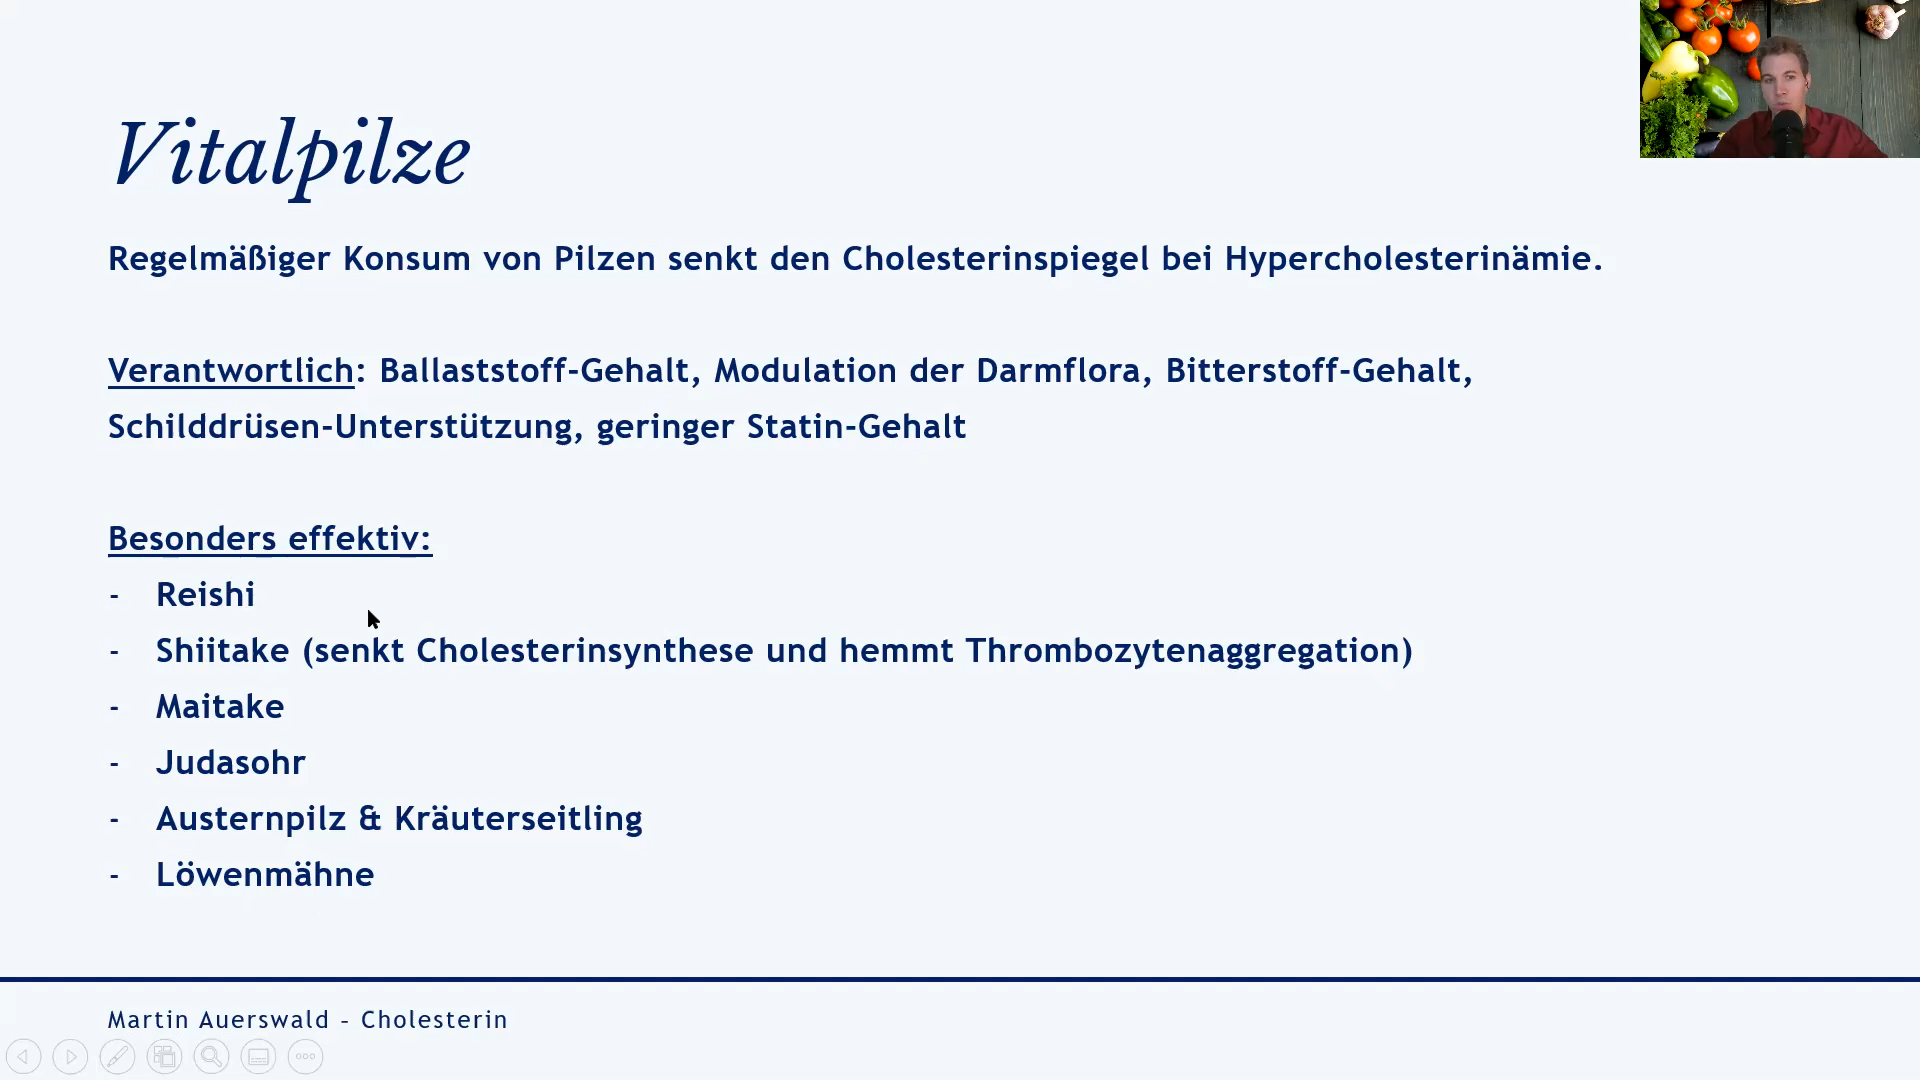 Vitalpilze
Regelmäßiger Konsum von Pilzen senkt den Cholesterinspiegel bei Hypercholesterinämie.
Verantwortlich: Ballaststoff-Gehalt, Modulation der Darmflora, Bitterstoff-Gehalt,
Schilddrüsen-Unterstützung, geringer Statin-Gehalt
Besonders effektiv:
- Reishi
- Shiitake (senkt Cholesterinsynthese und hemmt Thrombozytenaggregation)
- Maitake
- Judasohr
- Austernpilz & Kräuterseitling
- Löwenmähne
Martin Auerswald – Cholesterin